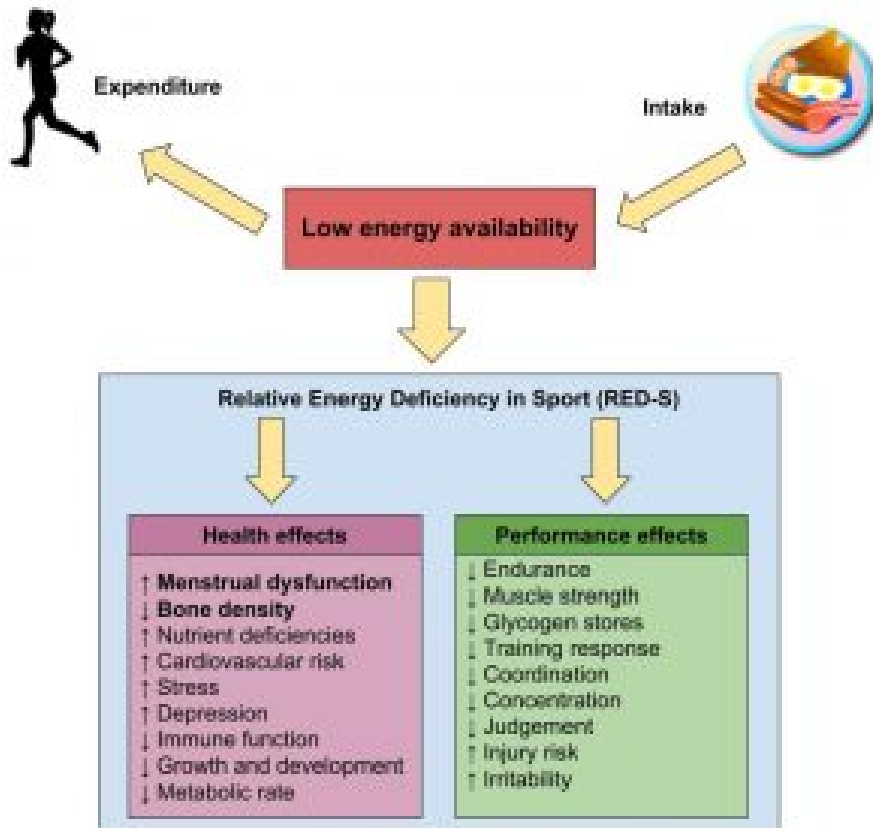 Expenditure
Intake
Low energy availability
Relative Energy Deficiency in Sport (RED-S)
Health effects
↑ Menstrual dysfunction
↓ Bone density
↑ Nutrient deficiencies
↑ Cardiovascular risk
↑ Stress
↑ Depression
↓ Immune function
↓ Growth and development
↓ Metabolic rate
Performance effects
↓ Endurance
↓ Muscle strength
↓ Glycogen stores
↓ Training response
↓ Coordination
↓ Concentration
↓ Judgement
↑ Injury risk
↑ Irritability